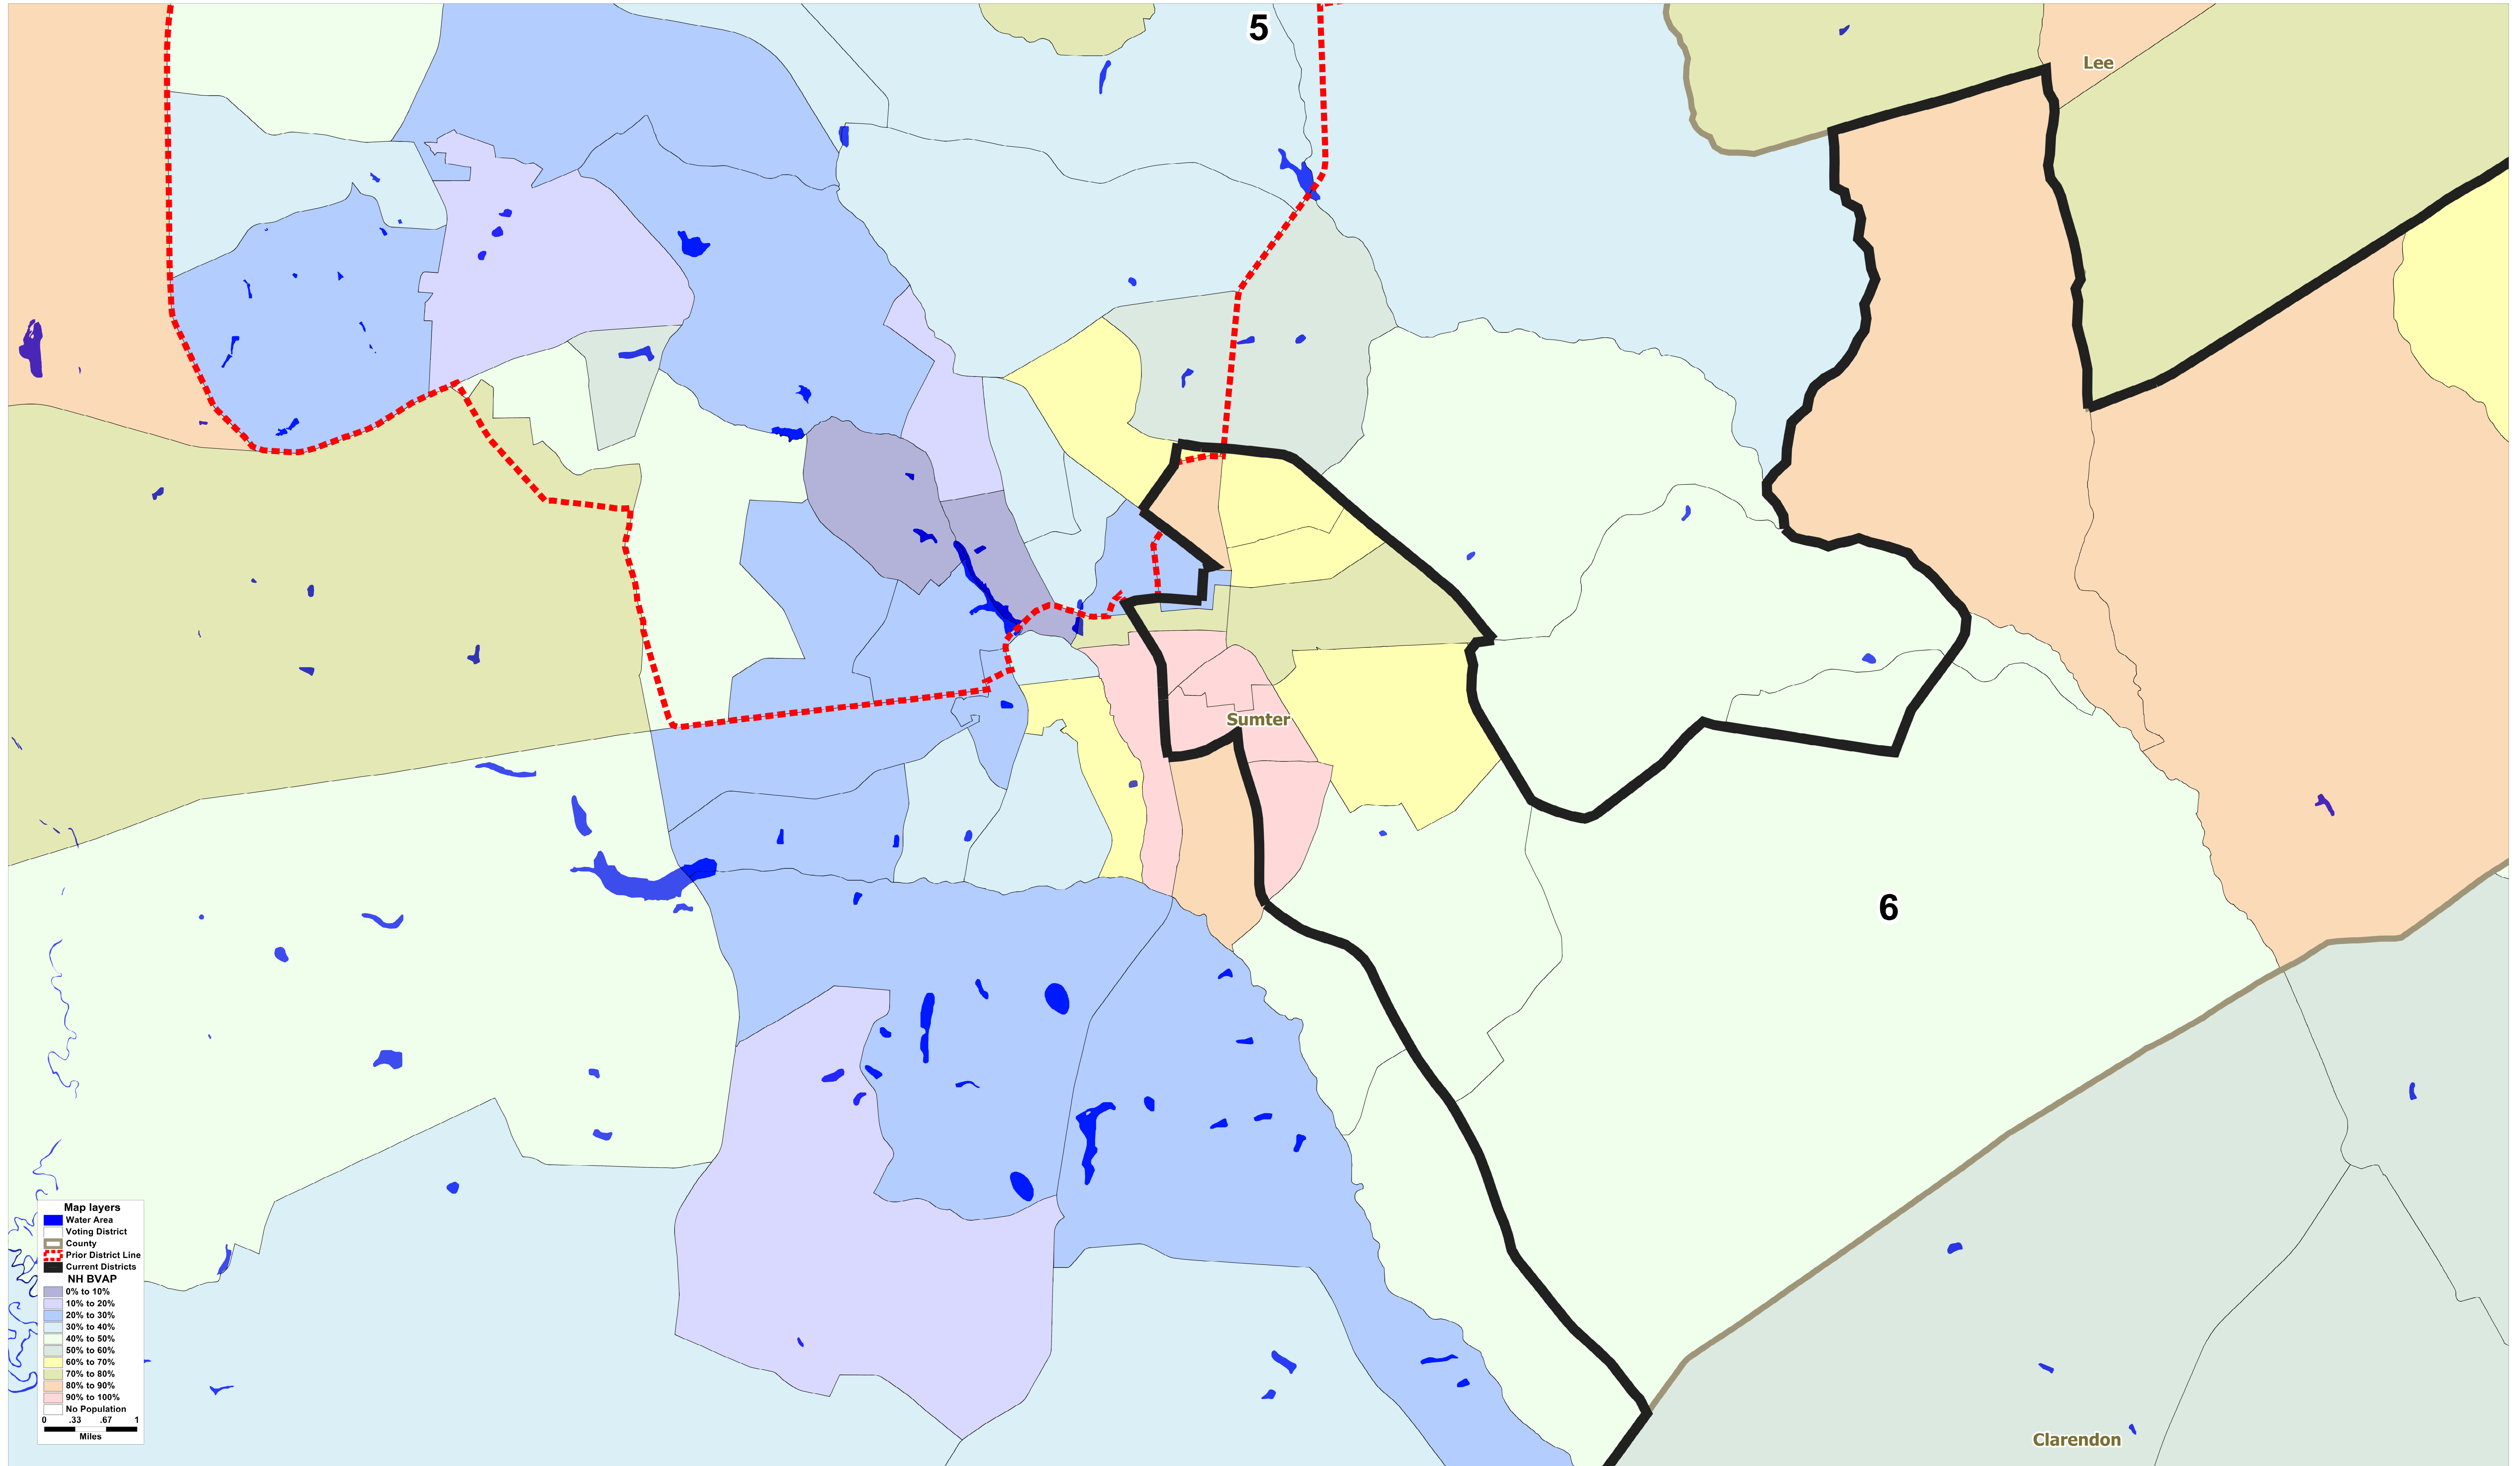 5
Lee
Sumter
6
Clarendon
Map layers
Water Area
Voting District
County
Prior District Line
Current Districts
NH BVAP
0% to 10%
10% to 20%
20% to 30%
30% to 40%
40% to 50%
50% to 60%
60% to 70%
70% to 80%
80% to 90%
90% to 100%
No Population
0 .33 .67 1
Miles